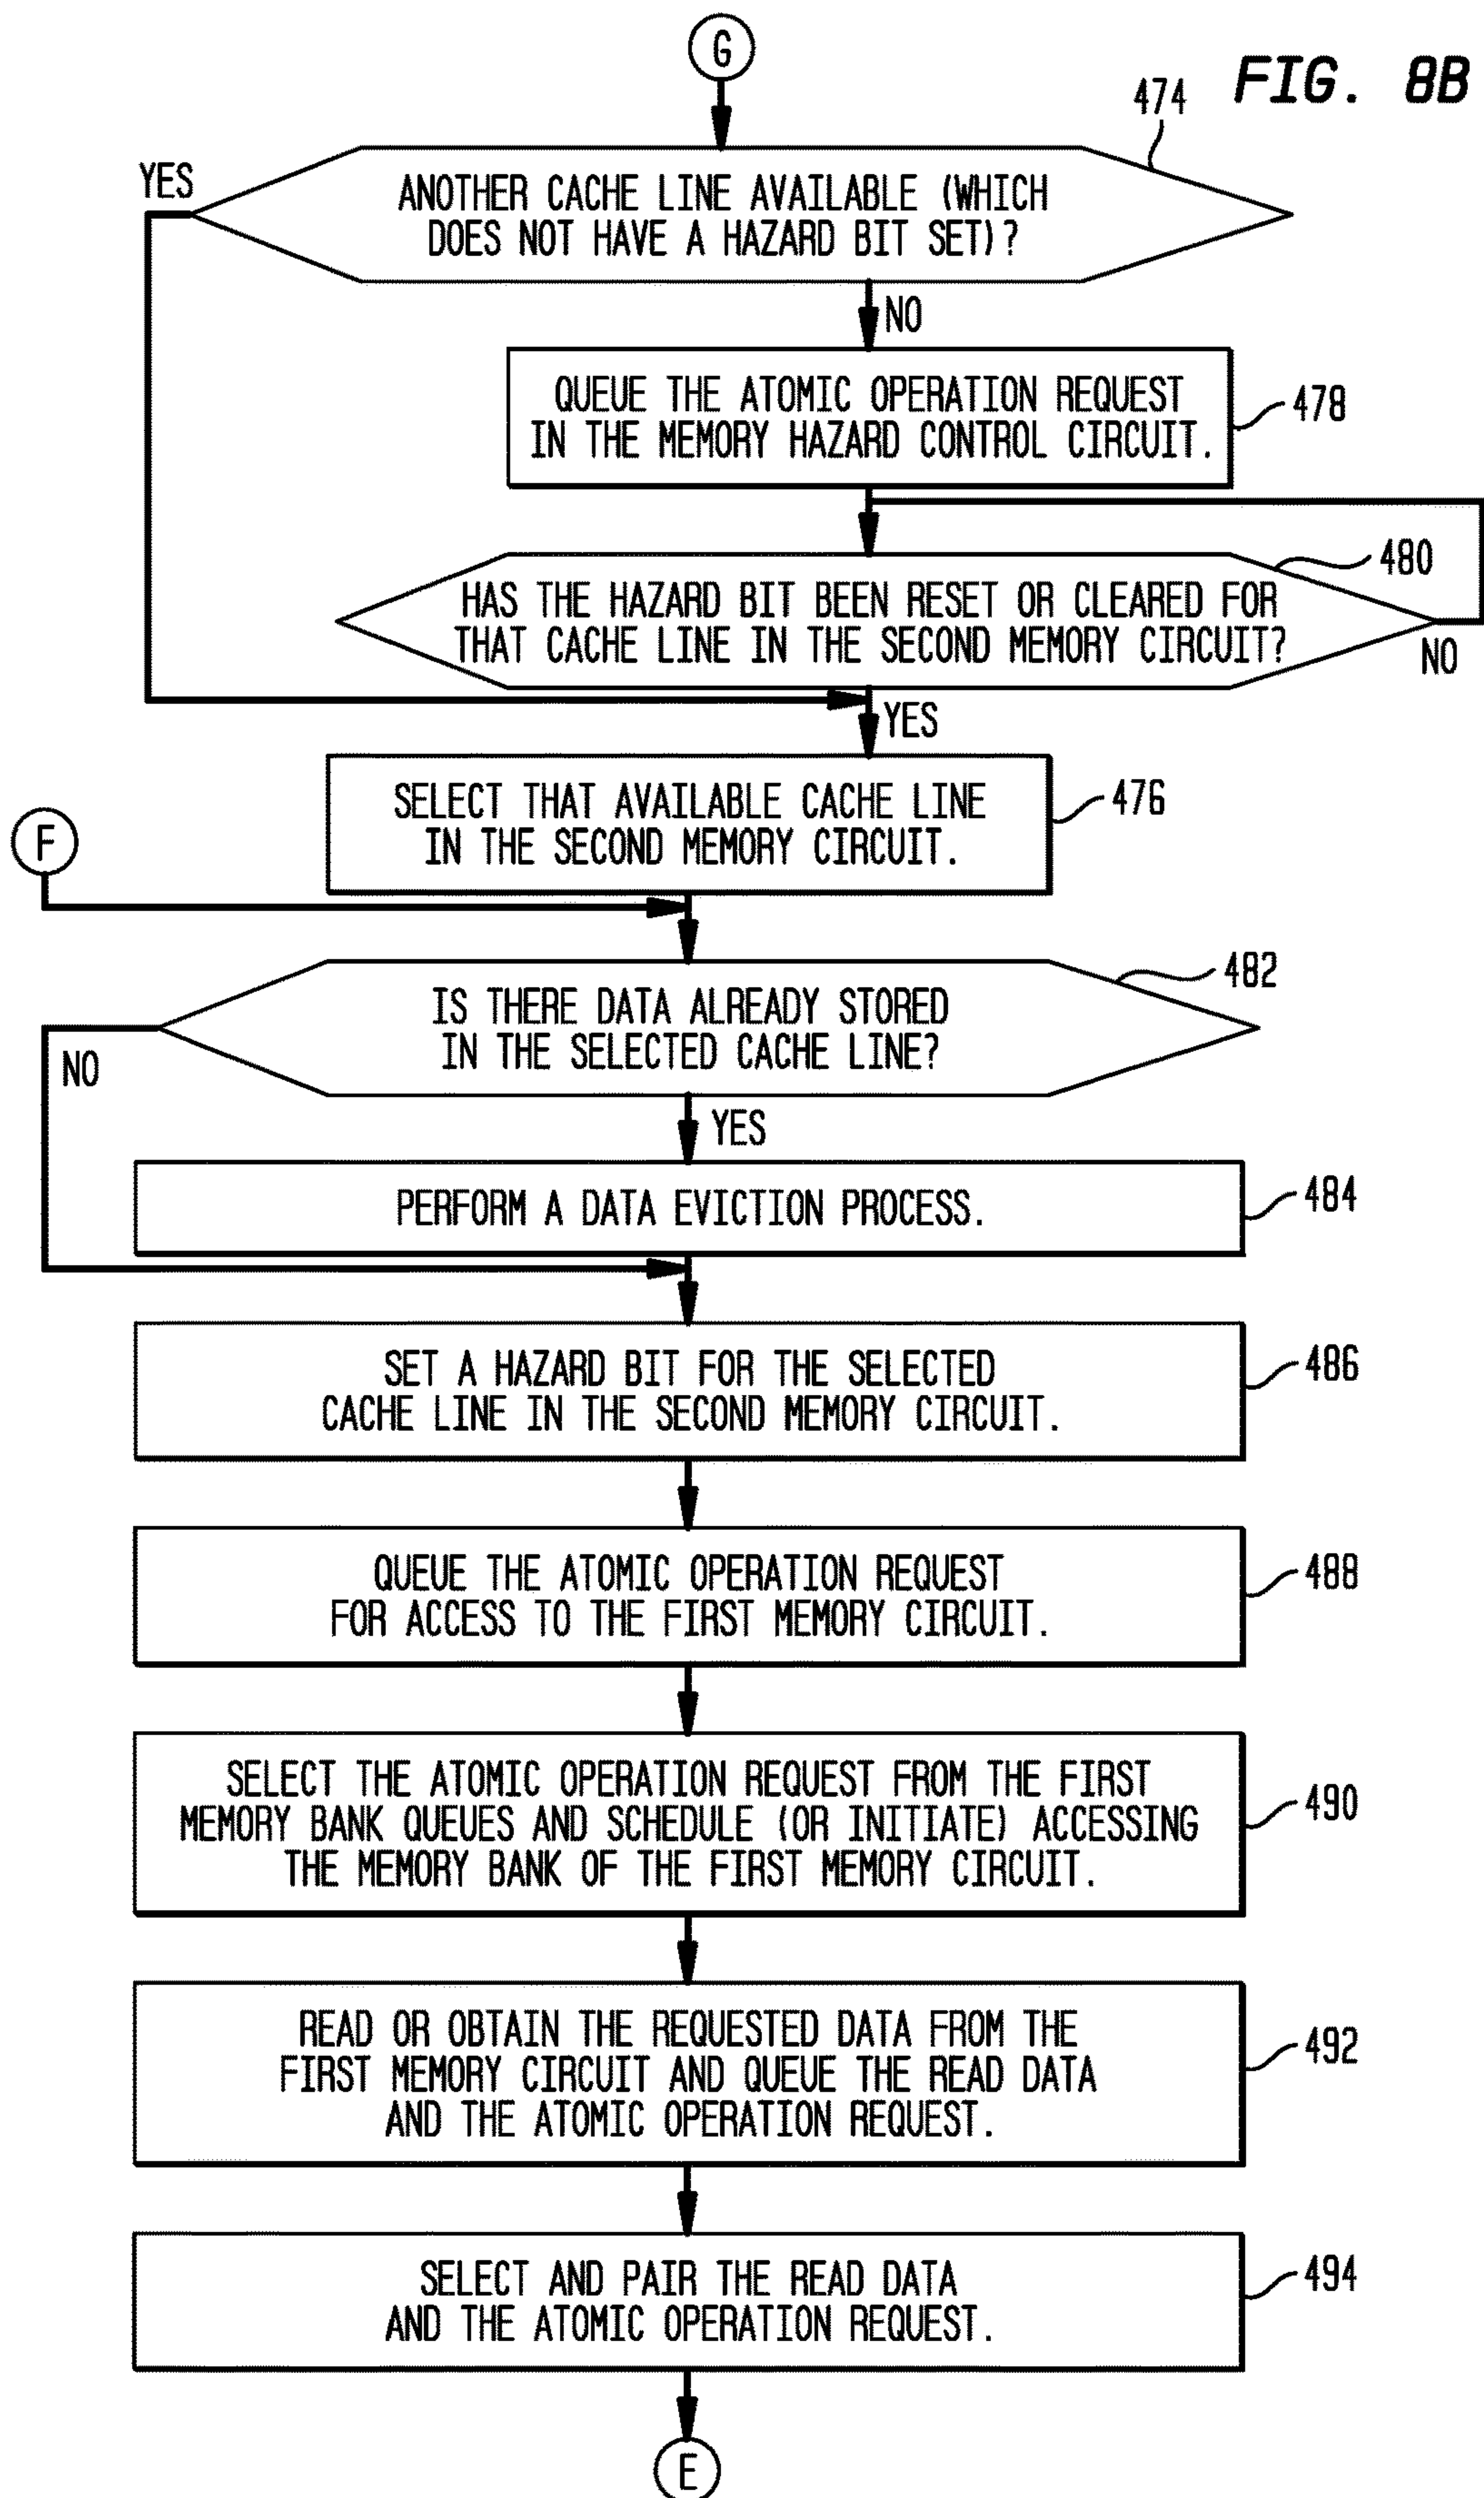 G
FIG. 8B
474
YES
ANOTHER CACHE LINE AVAILABLE (WHICH
DOES NOT HAVE A HAZARD BIT SET)?
NO
QUEUE THE ATOMIC OPERATION REQUEST
IN THE MEMORY HAZARD CONTROL CIRCUIT.
478
480
HAS THE HAZARD BIT BEEN RESET OR CLEARED FOR
THAT CACHE LINE IN THE SECOND MEMORY CIRCUIT?
NO
YES
SELECT THAT AVAILABLE CACHE LINE
IN THE SECOND MEMORY CIRCUIT.
476
F
482
IS THERE DATA ALREADY STORED
IN THE SELECTED CACHE LINE?
NO
YES
PERFORM A DATA EVICTION PROCESS.
484
SET A HAZARD BIT FOR THE SELECTED
CACHE LINE IN THE SECOND MEMORY CIRCUIT.
486
QUEUE THE ATOMIC OPERATION REQUEST
FOR ACCESS TO THE FIRST MEMORY CIRCUIT.
488
SELECT THE ATOMIC OPERATION REQUEST FROM THE FIRST
MEMORY BANK QUEUES AND SCHEDULE (OR INITIATE) ACCESSING
THE MEMORY BANK OF THE FIRST MEMORY CIRCUIT.
490
READ OR OBTAIN THE REQUESTED DATA FROM THE
FIRST MEMORY CIRCUIT AND QUEUE THE READ DATA
AND THE ATOMIC OPERATION REQUEST.
492
SELECT AND PAIR THE READ DATA
AND THE ATOMIC OPERATION REQUEST.
494
E